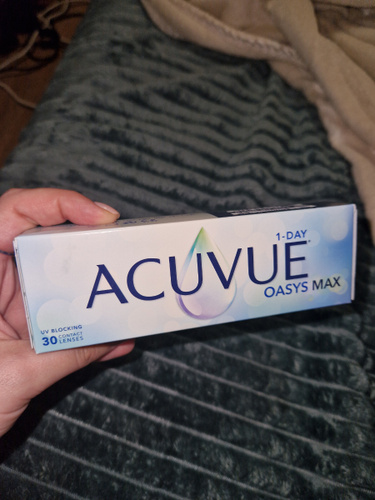 1-DAY
ACUVUE®
OASYS MAX
UV BLOCKING
30 CONTACT
LENSES